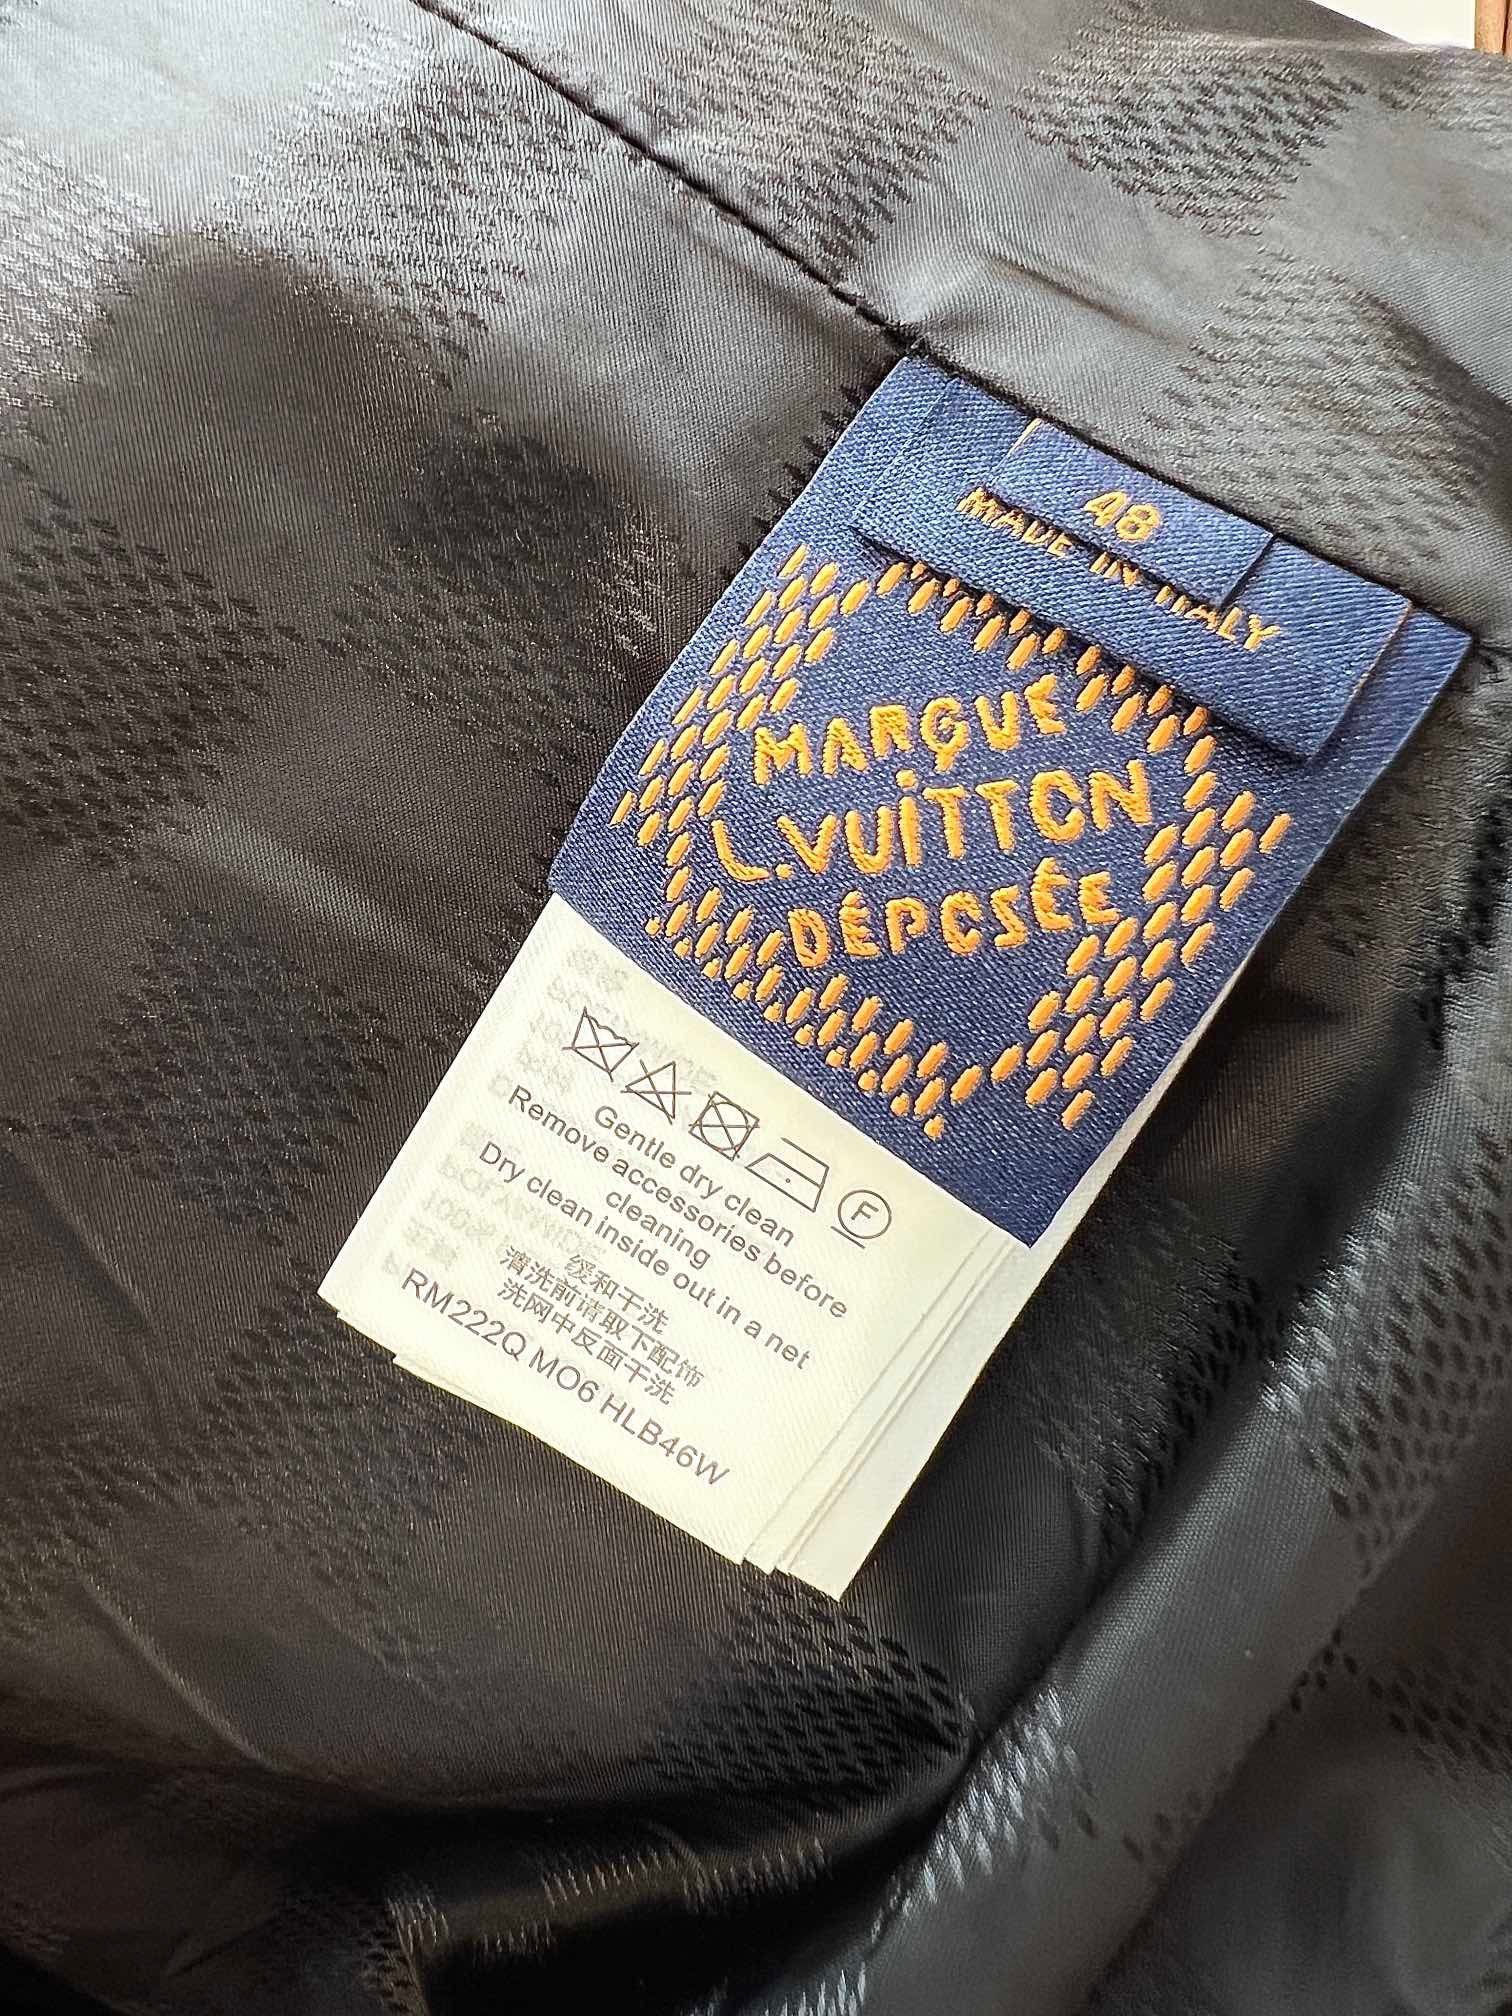 48
MADE IN ITALY
MARQUE
L.VUITTON
DÉPOSÉE
F
Gentle dry clean
Remove accessories before
cleaning
Dry clean inside out in a net
缓和干洗
清洗前请取下配饰
洗网中反面干洗
RM222Q MO6 HLB46W